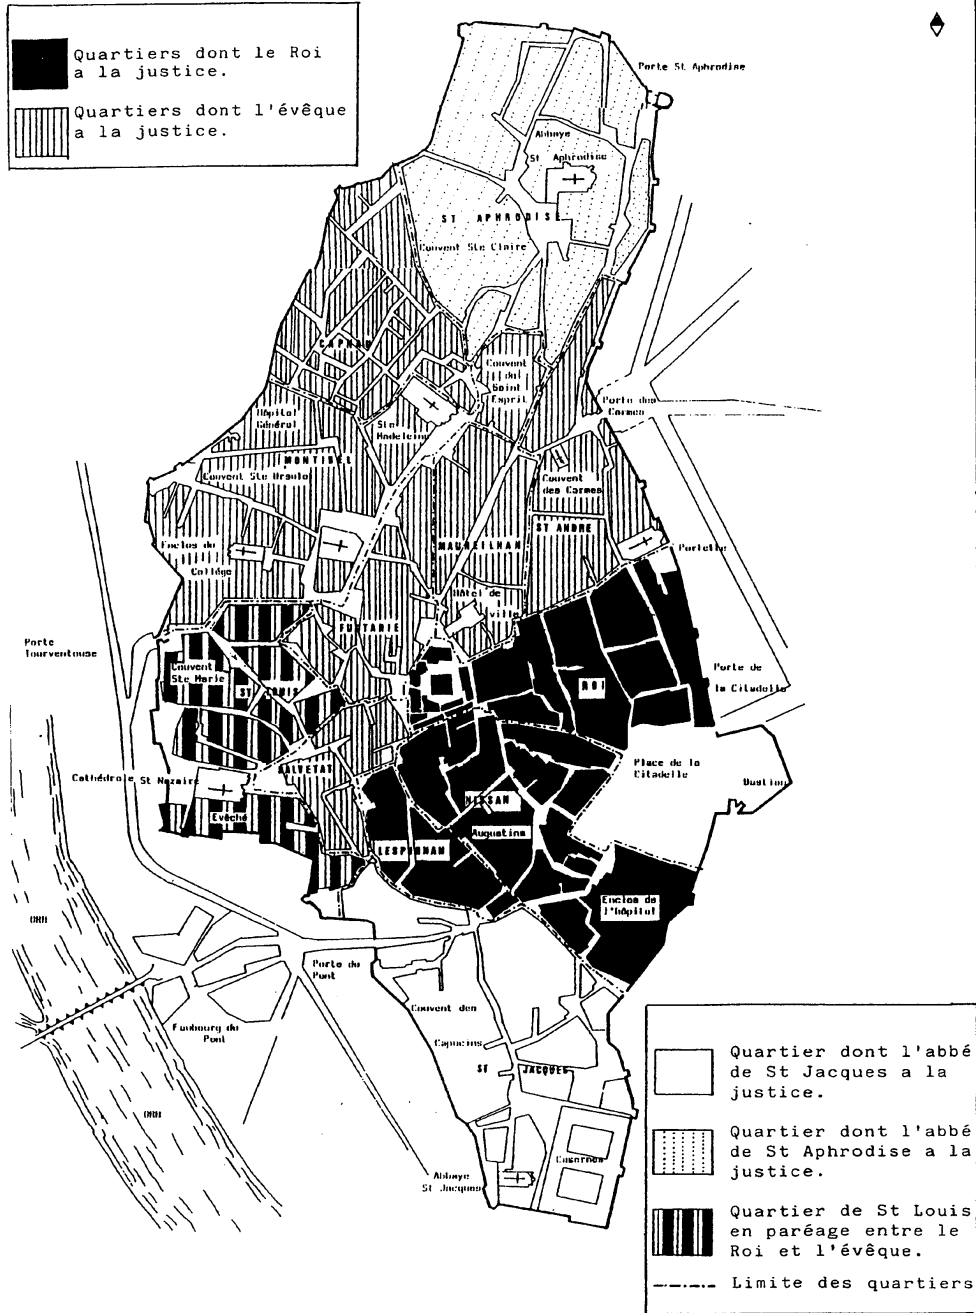 Quartiers dont le Roi
a la justice.
Quartiers dont l'évêque
a la justice.
Porte St Aphrodise
Abbaye
St Aphrodise
ST APHRODISE
Couvent Ste Claire
CAPNAU
Couvent
du
Saint
Esprit
Porte des
Carmes
Hôpital
Général
Ste
Madeleine
MONTIBEL
Couvent Ste Ursule
Couvent
des Carmes
ST ANDRE
MAUREILHAN
Portette
Enclos du
Collège
Hôtel de
ville
FUSTARIE
Porte
Tourventouse
Couvent
Ste Marie
ST LOUIS
ROI
Porte de
la Citadelle
Place de la
Citadelle
Bastion
SALVETAT
Cathédrale St Nazaire
Evêché
NISSAN
Augustins
LESPIGNAN
Enclos de
l'hôpital
ORB
Porte du
Pont
Faubourg du
Pont
Couvent des
Capucins
ST JACQUES
ORB
Casernes
Abbaye
St Jacques
Quartier dont l'abbé
de St Jacques a la
justice.
Quartier dont l'abbé
de St Aphrodise a la
justice.
Quartier de St Louis
en paréage entre le
Roi et l'évêque.
Limite des quartiers